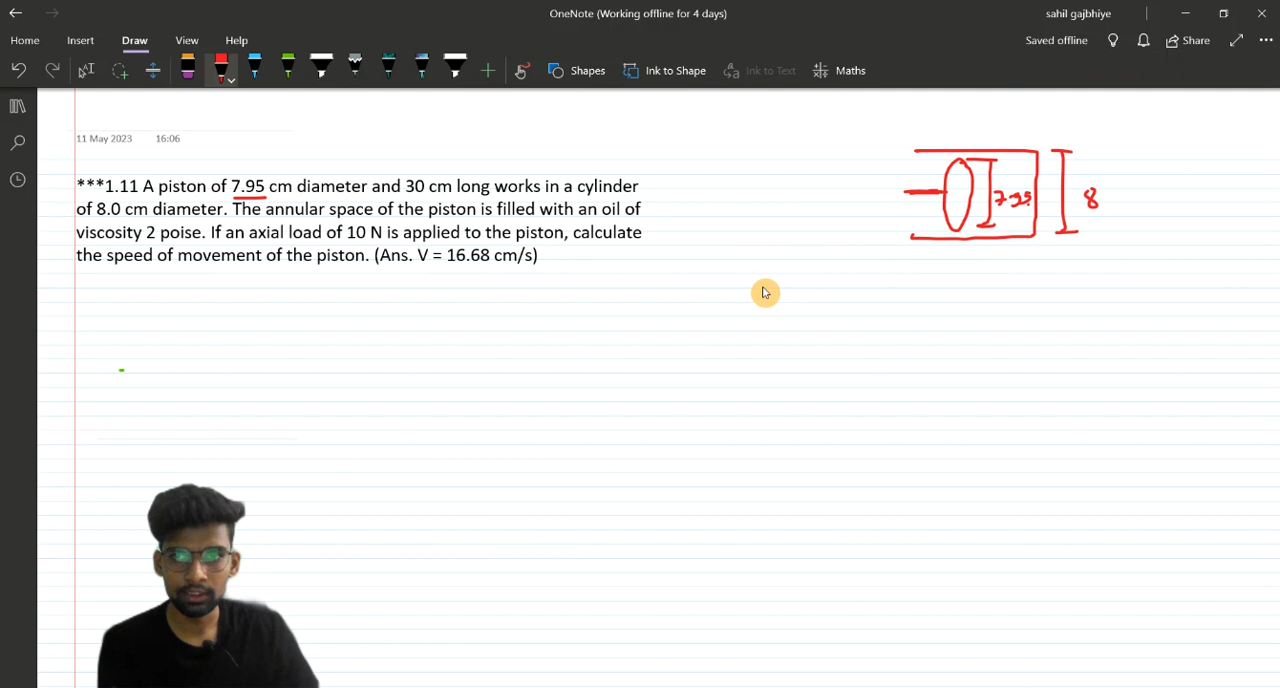 OneNote (Working offline for 4 days)
sahil gajbhiye
Home Insert Draw View Help
Saved offline
Share
Shapes
Ink to Shape
Ink to Text
Maths
11 May 2023 16:06
***1.11 A piston of 7.95 cm diameter and 30 cm long works in a cylinder
of 8.0 cm diameter. The annular space of the piston is filled with an oil of
viscosity 2 poise. If an axial load of 10 N is applied to the piston, calculate
the speed of movement of the piston. (Ans. V = 16.68 cm/s)
7.95
8